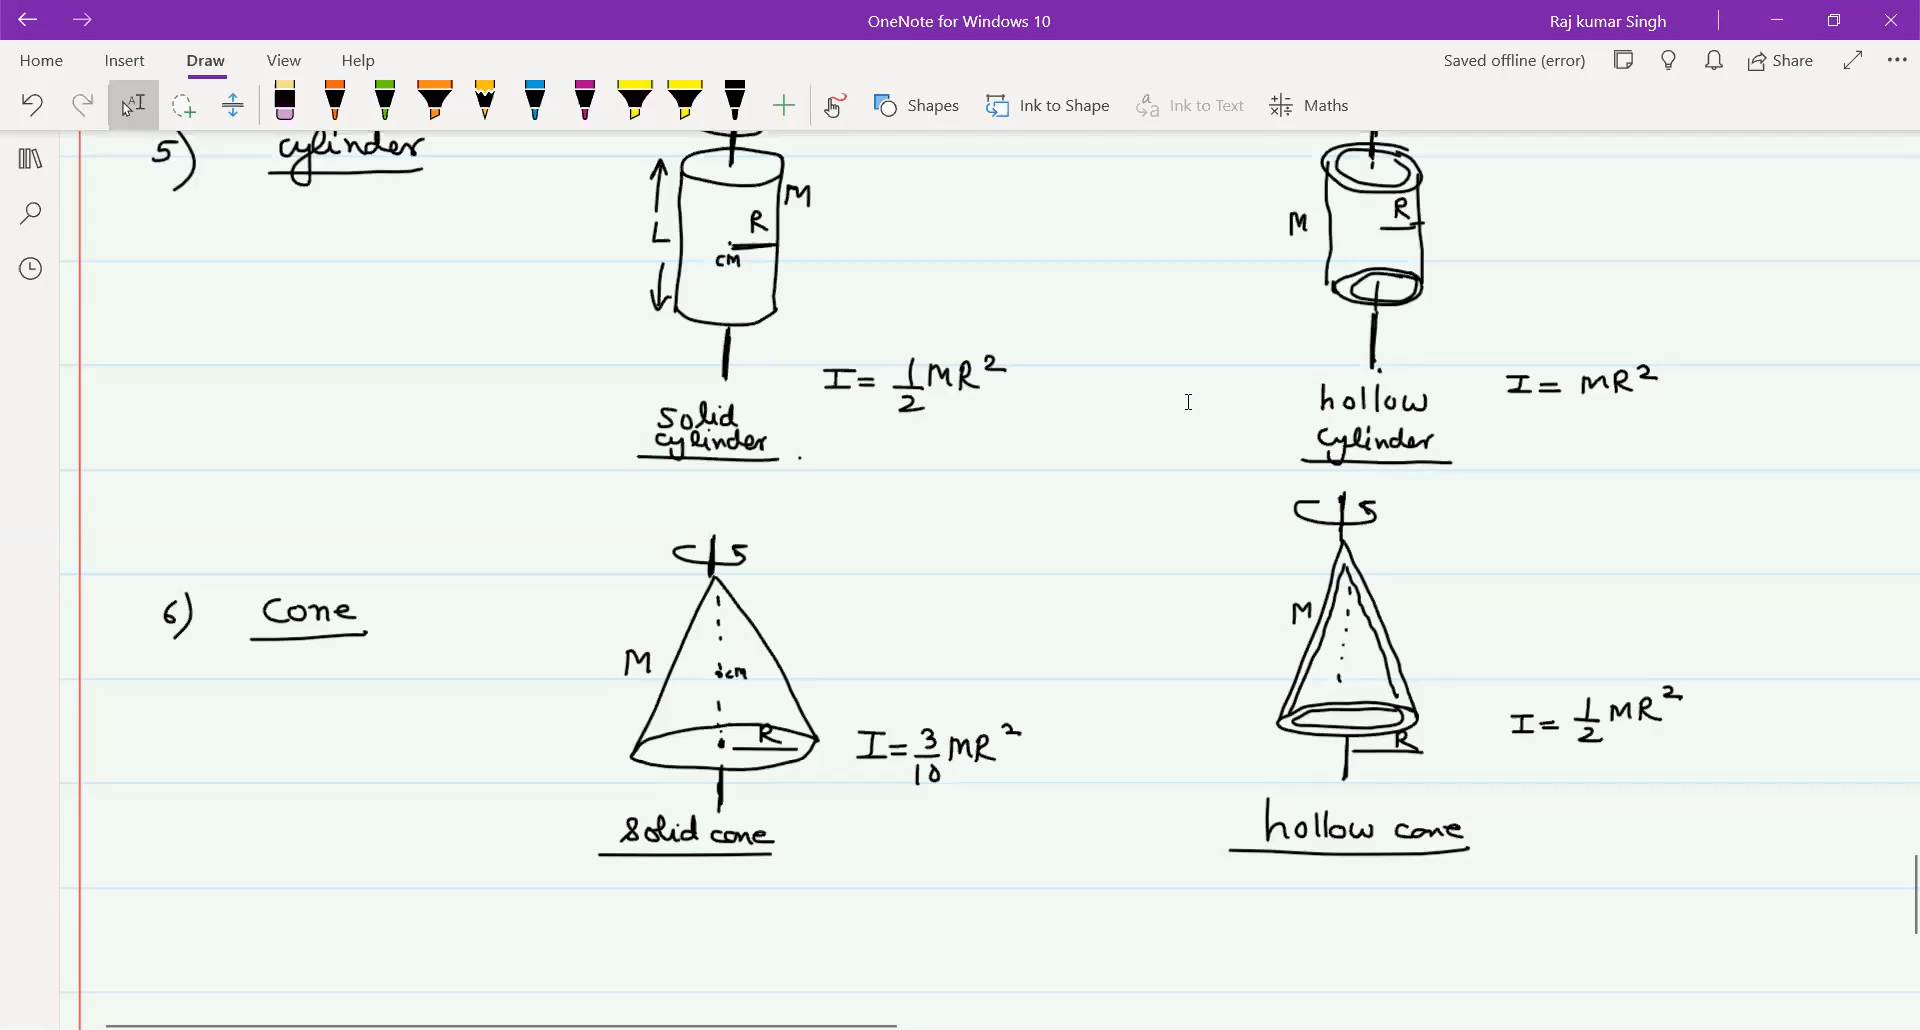 OneNote for Windows 10
Raj kumar Singh
Home Insert Draw View Help
Saved offline (error) Share
Shapes Ink to Shape Ink to Text Maths
5) cylinder
M
L
R
cm
I = 1/2 MR²
solid
cylinder
M
R
I = MR²
hollow
cylinder
6) Cone
M
cm
R
I = 3/10 MR²
solid cone
M
R
I = 1/2 MR²
hollow cone